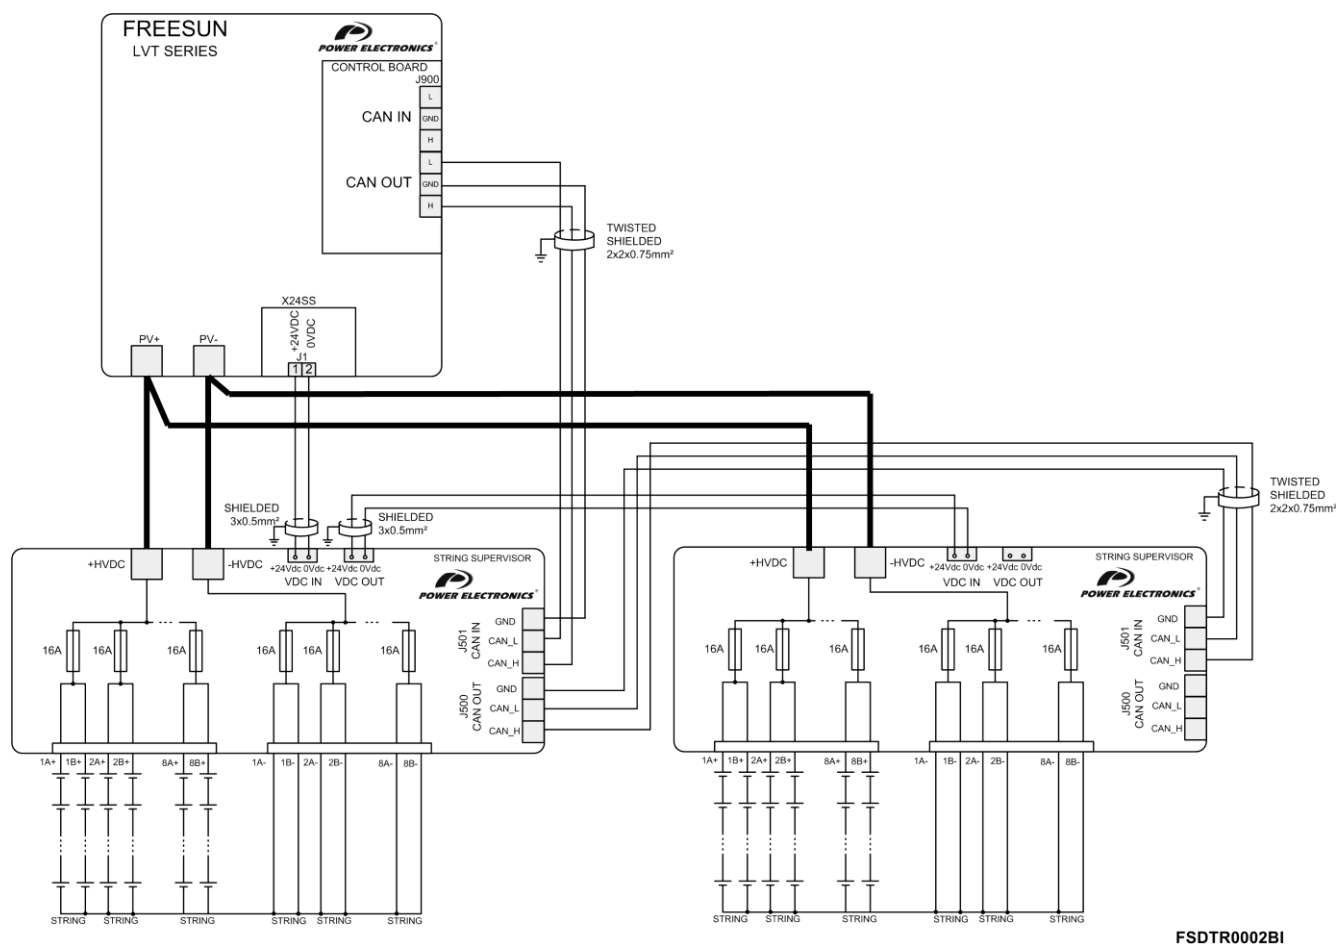 FREESUN
LVT SERIES
POWER ELECTRONICS®
CONTROL BOARD
J900
CAN IN
L
GND
H
CAN OUT
L
GND
H
TWISTED
SHIELDED
2x2x0.75mm²
X24SS
+24VDC
0VDC
J1
1 2
PV+
PV-
SHIELDED
3x0.5mm²
SHIELDED
3x0.5mm²
TWISTED
SHIELDED
2x2x0.75mm²
+HVDC
-HVDC
+24Vdc 0Vdc
VDC IN
+24Vdc 0Vdc
VDC OUT
STRING SUPERVISOR
POWER ELECTRONICS®
J501
CAN IN
GND
CAN_L
CAN_H
J500
CAN OUT
GND
CAN_L
CAN_H
16A
16A
16A
16A
16A
16A
1A+ 1B+ 2A+ 2B+ 8A+ 8B+
1A- 1B- 2A- 2B- 8A- 8B-
STRING STRING STRING STRING STRING STRING
+HVDC
-HVDC
+24Vdc 0Vdc
VDC IN
+24Vdc 0Vdc
VDC OUT
STRING SUPERVISOR
POWER ELECTRONICS®
J501
CAN IN
GND
CAN_L
CAN_H
J500
CAN OUT
GND
CAN_L
CAN_H
16A
16A
16A
16A
16A
16A
1A+ 1B+ 2A+ 2B+ 8A+ 8B+
1A- 1B- 2A- 2B- 8A- 8B-
STRING STRING STRING STRING STRING STRING
FSDTR0002BI